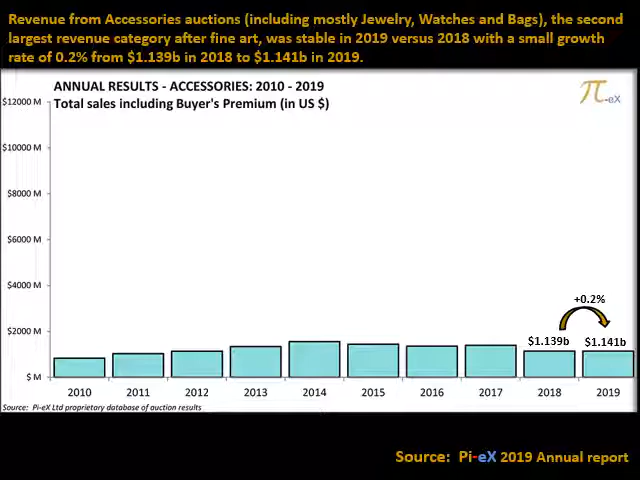 Revenue from Accessories auctions (including mostly Jewelry, Watches and Bags), the second
largest revenue category after fine art, was stable in 2019 versus 2018 with a small growth
rate of 0.2% from $1.139b in 2018 to $1.141b in 2019.
ANNUAL RESULTS - ACCESSORIES: 2010 - 2019
Total sales including Buyer's Premium (in US $)
π-eX
$12000 M
$10000 M
$8000 M
$6000 M
$4000 M
$2000 M
$ M
+0.2%
$1.139b
$1.141b
2010 2011 2012 2013 2014 2015 2016 2017 2018 2019
Source: Pi-eX Ltd proprietary database of auction results
Source: Pi-eX 2019 Annual report